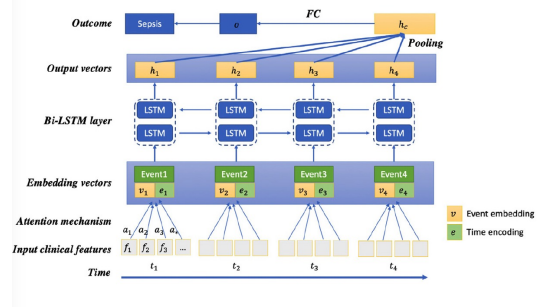 Outcome Sepsis o FC h_c
Pooling
Output vectors h_1 h_2 h_3 h_4
Bi-LSTM layer
LSTM LSTM LSTM LSTM
LSTM LSTM LSTM LSTM
Embedding vectors
Event1 Event2 Event3 Event4
v_1 e_1 v_2 e_2 v_3 e_3 v_4 e_4
v Event embedding
e Time encoding
Attention mechanism a_1 a_2 a_3
Input clinical features f_1 f_2 f_3 ...
Time t_1 t_2 t_3 t_4